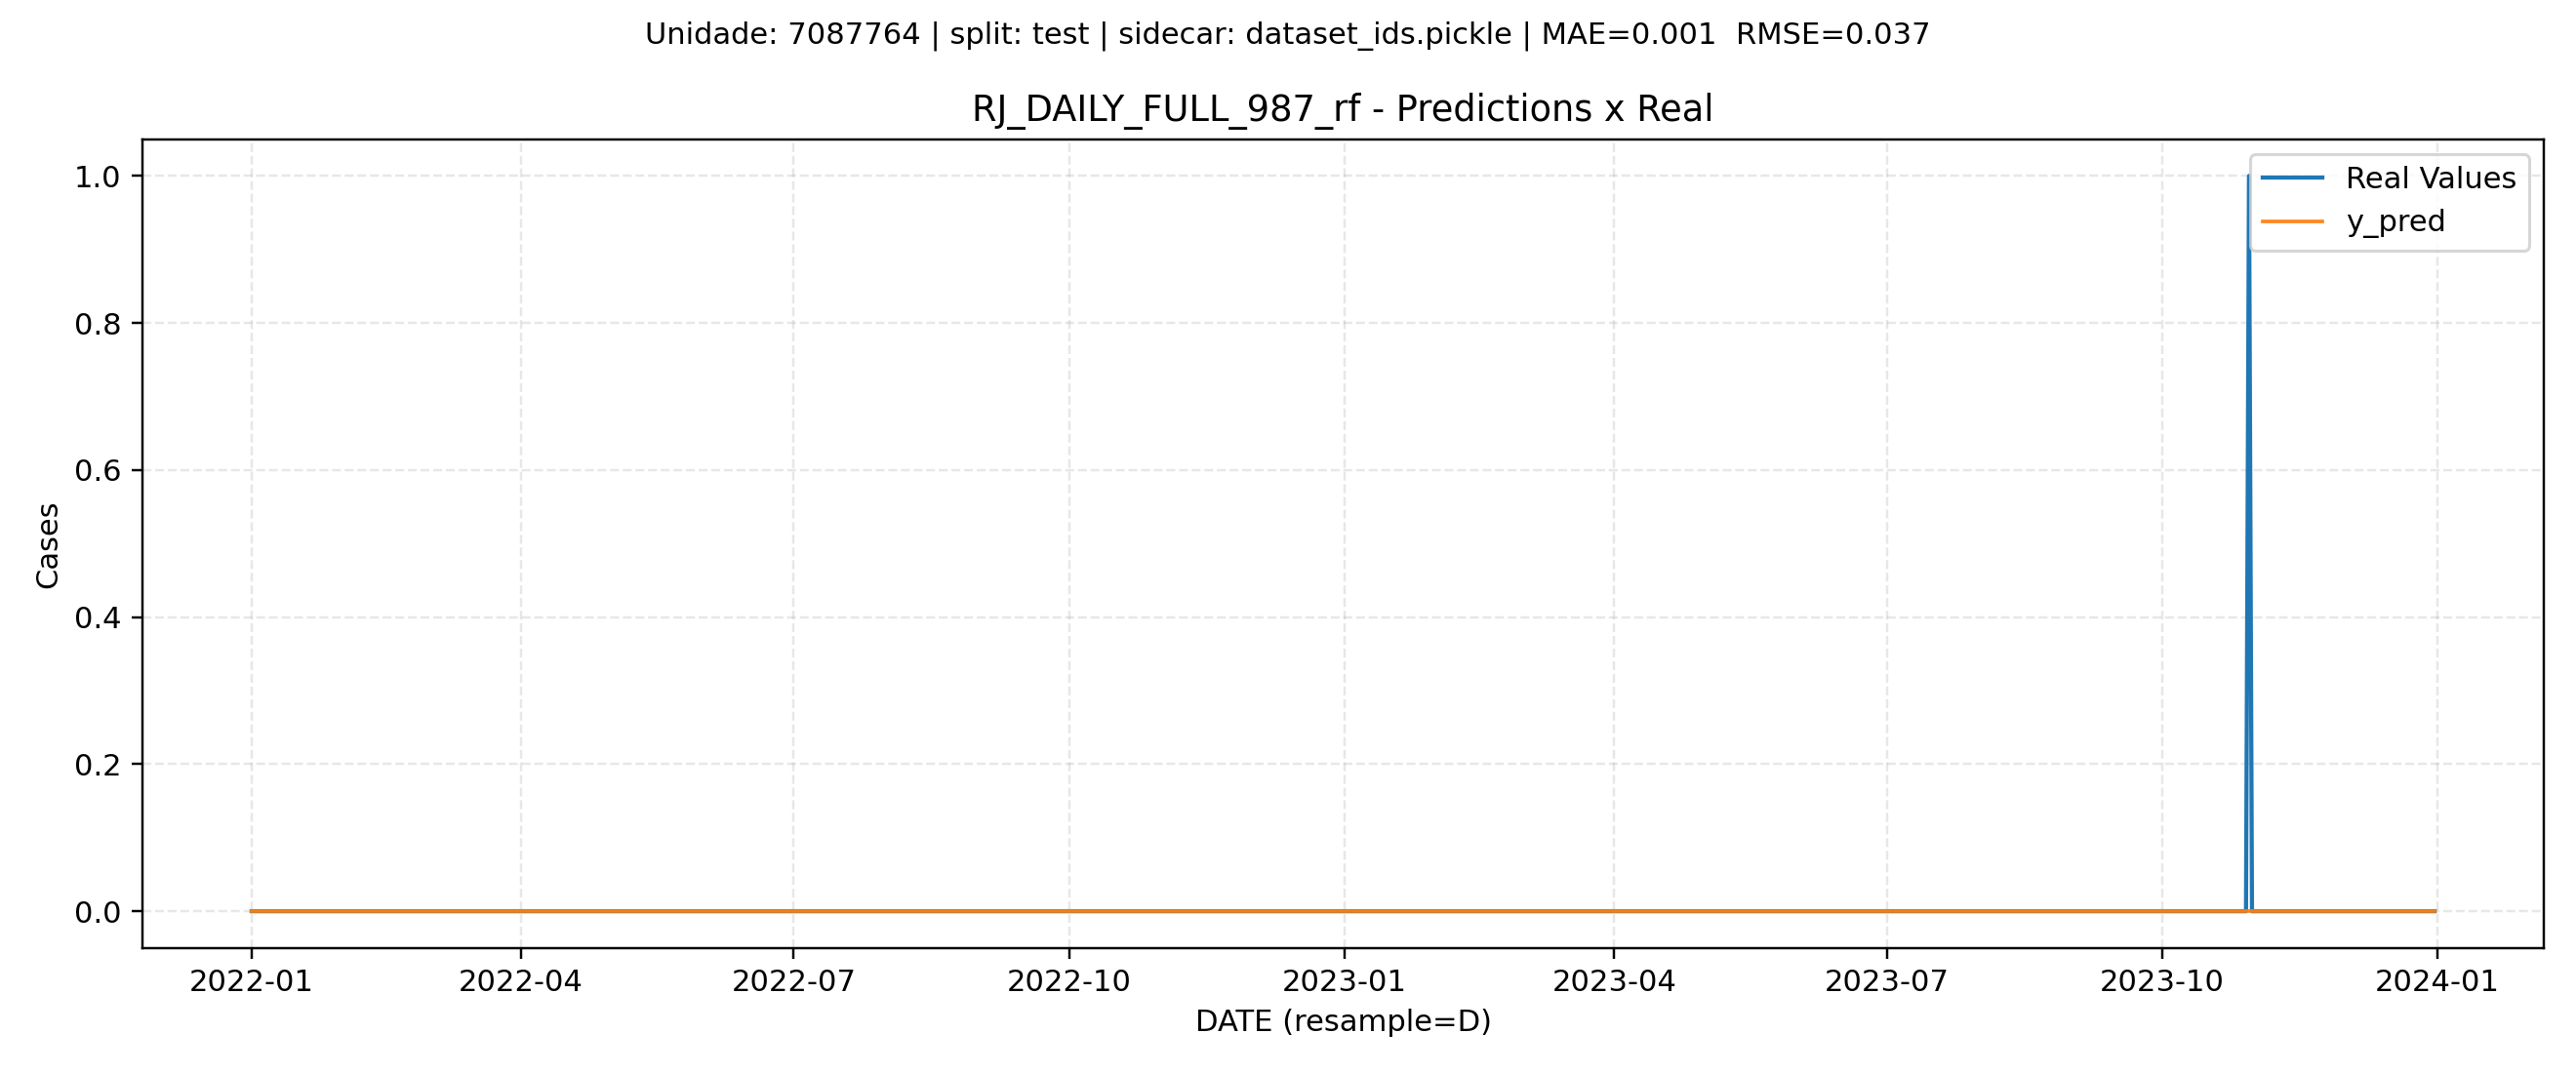 Unidade: 7087764 | split: test | sidecar: dataset_ids.pickle | MAE=0.001  RMSE=0.037
RJ_DAILY_FULL_987_rf - Predictions x Real
Real Values
y_pred
1.0
0.8
0.6
0.4
0.2
0.0
Cases
2022-01
2022-04
2022-07
2022-10
2023-01
2023-04
2023-07
2023-10
2024-01
DATE (resample=D)